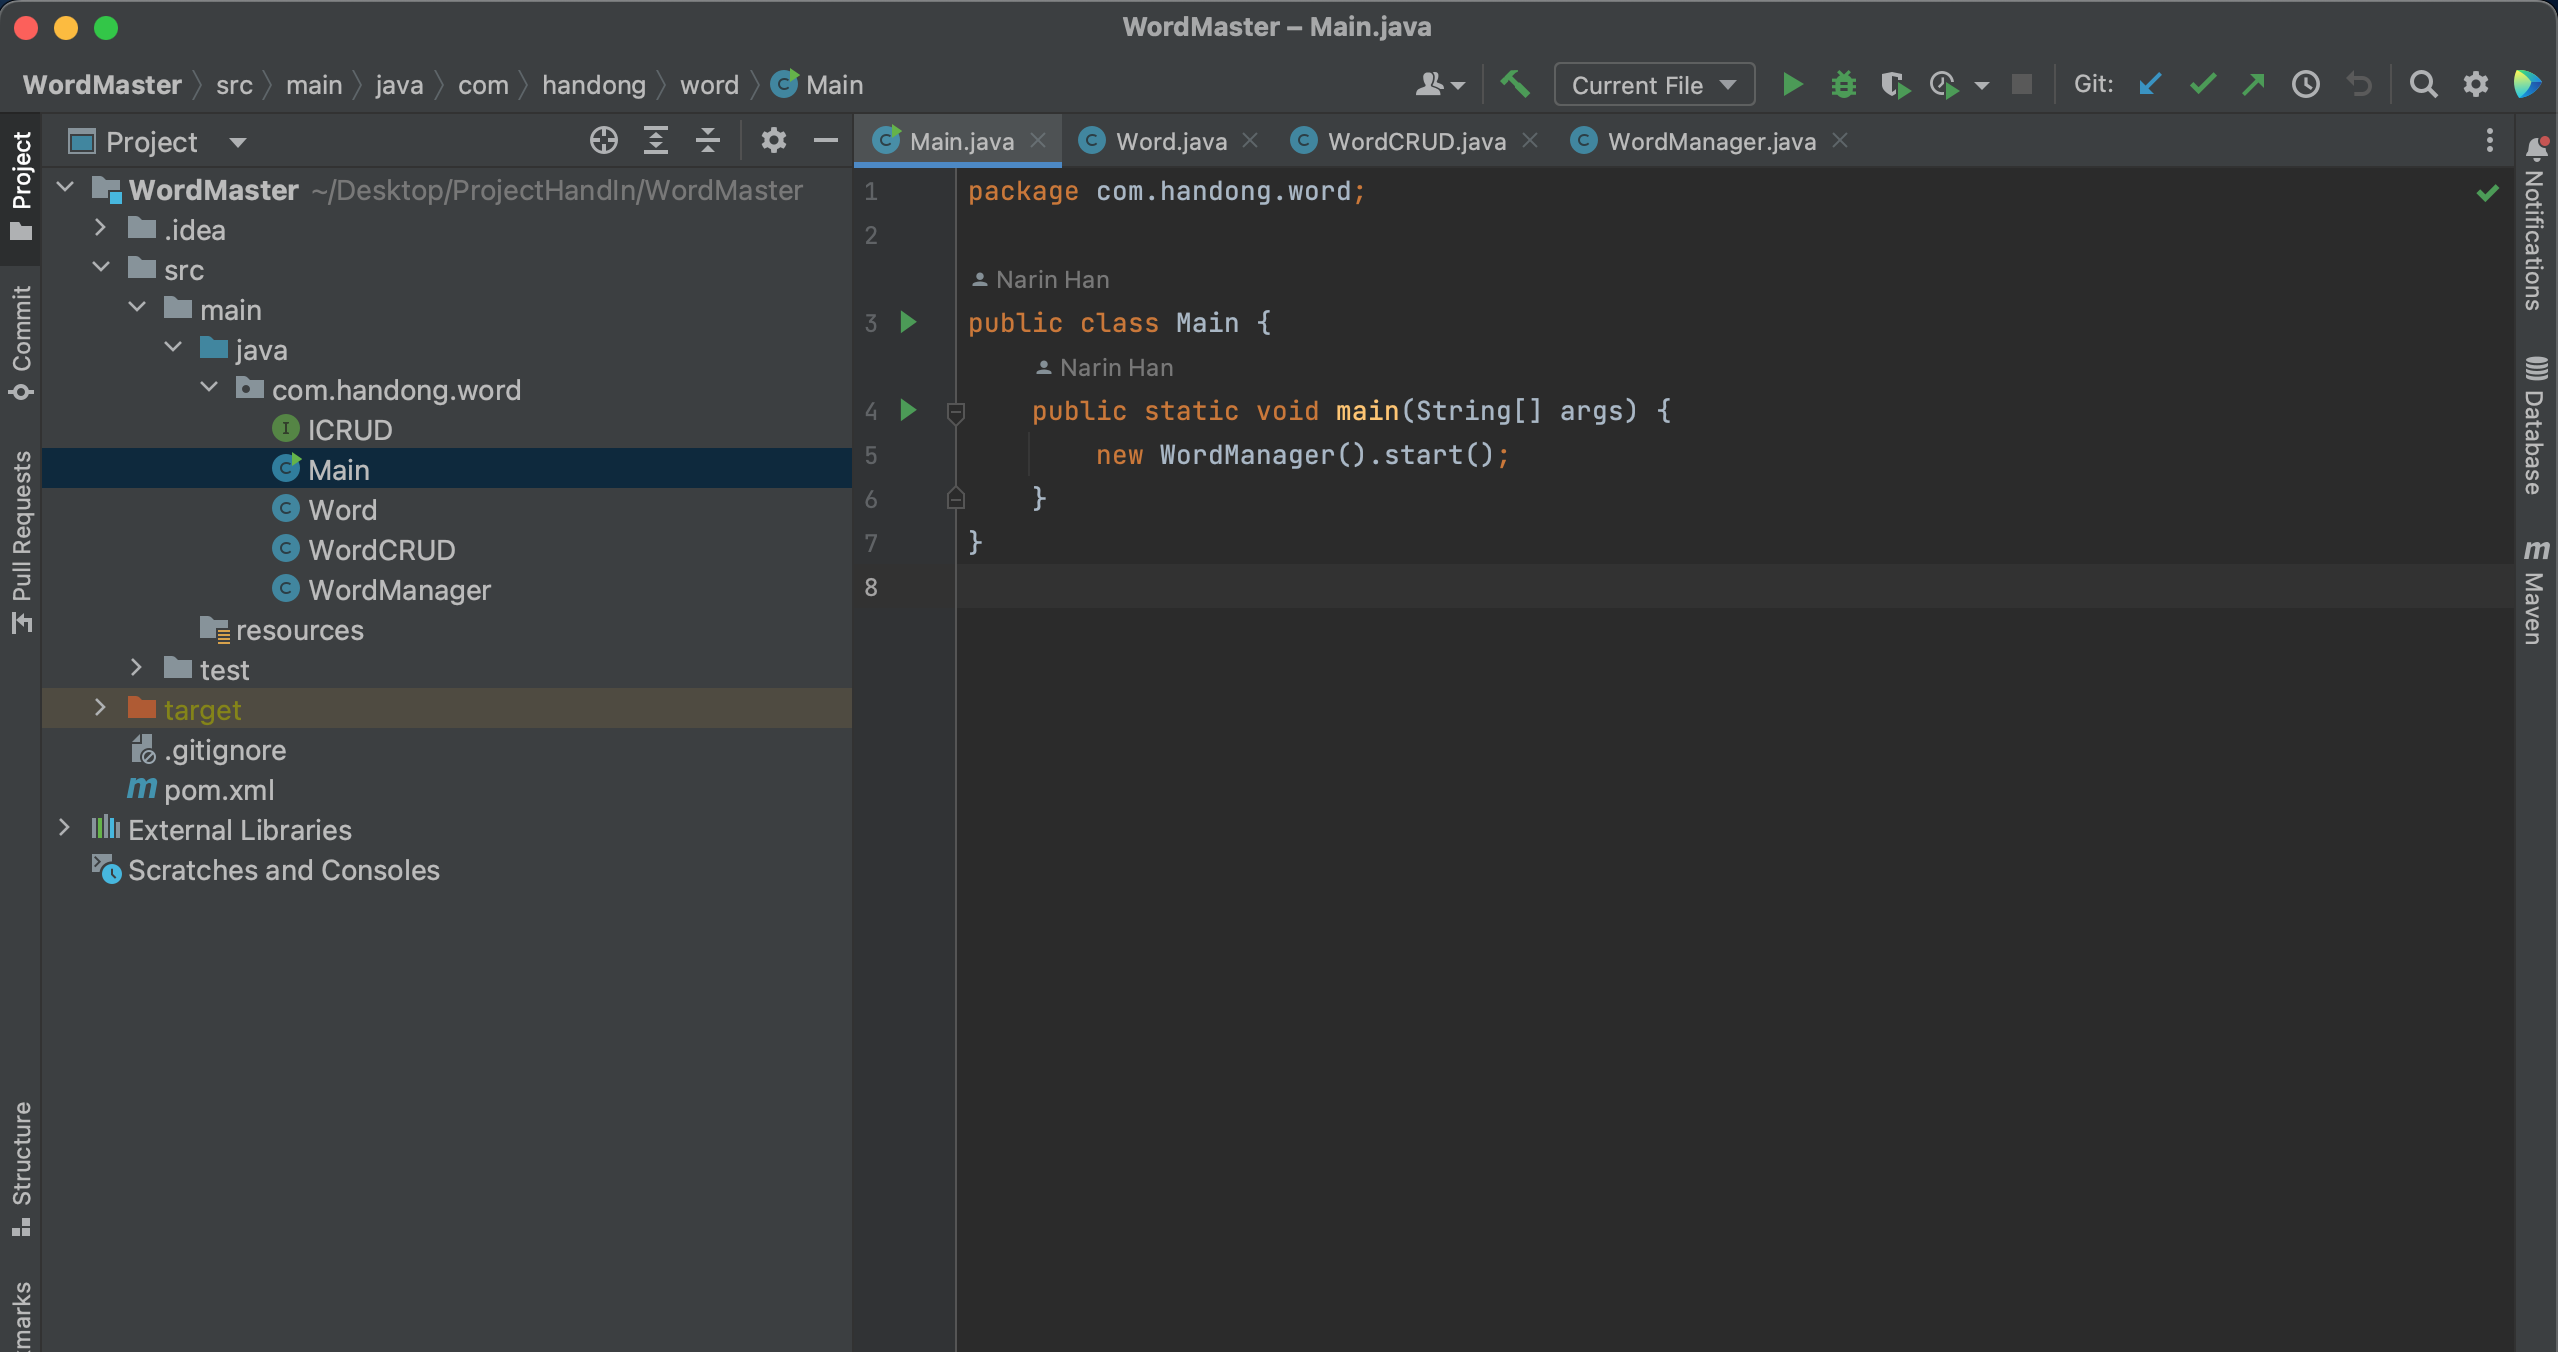 WordMaster – Main.java
WordMaster src main java com handong word Main
Current File
Git:
Project
Main.java
Word.java
WordCRUD.java
WordManager.java
Project
Commit
Pull Requests
Structure
WordMaster ~/Desktop/ProjectHandIn/WordMaster
.idea
src
main
java
com.handong.word
ICRUD
Main
Word
WordCRUD
WordManager
resources
test
target
.gitignore
pom.xml
External Libraries
Scratches and Consoles
1 package com.handong.word;
2
Narin Han
3 public class Main {
Narin Han
4 public static void main(String[] args) {
5 new WordManager().start();
6 }
7 }
8
Notifications
Database
Maven